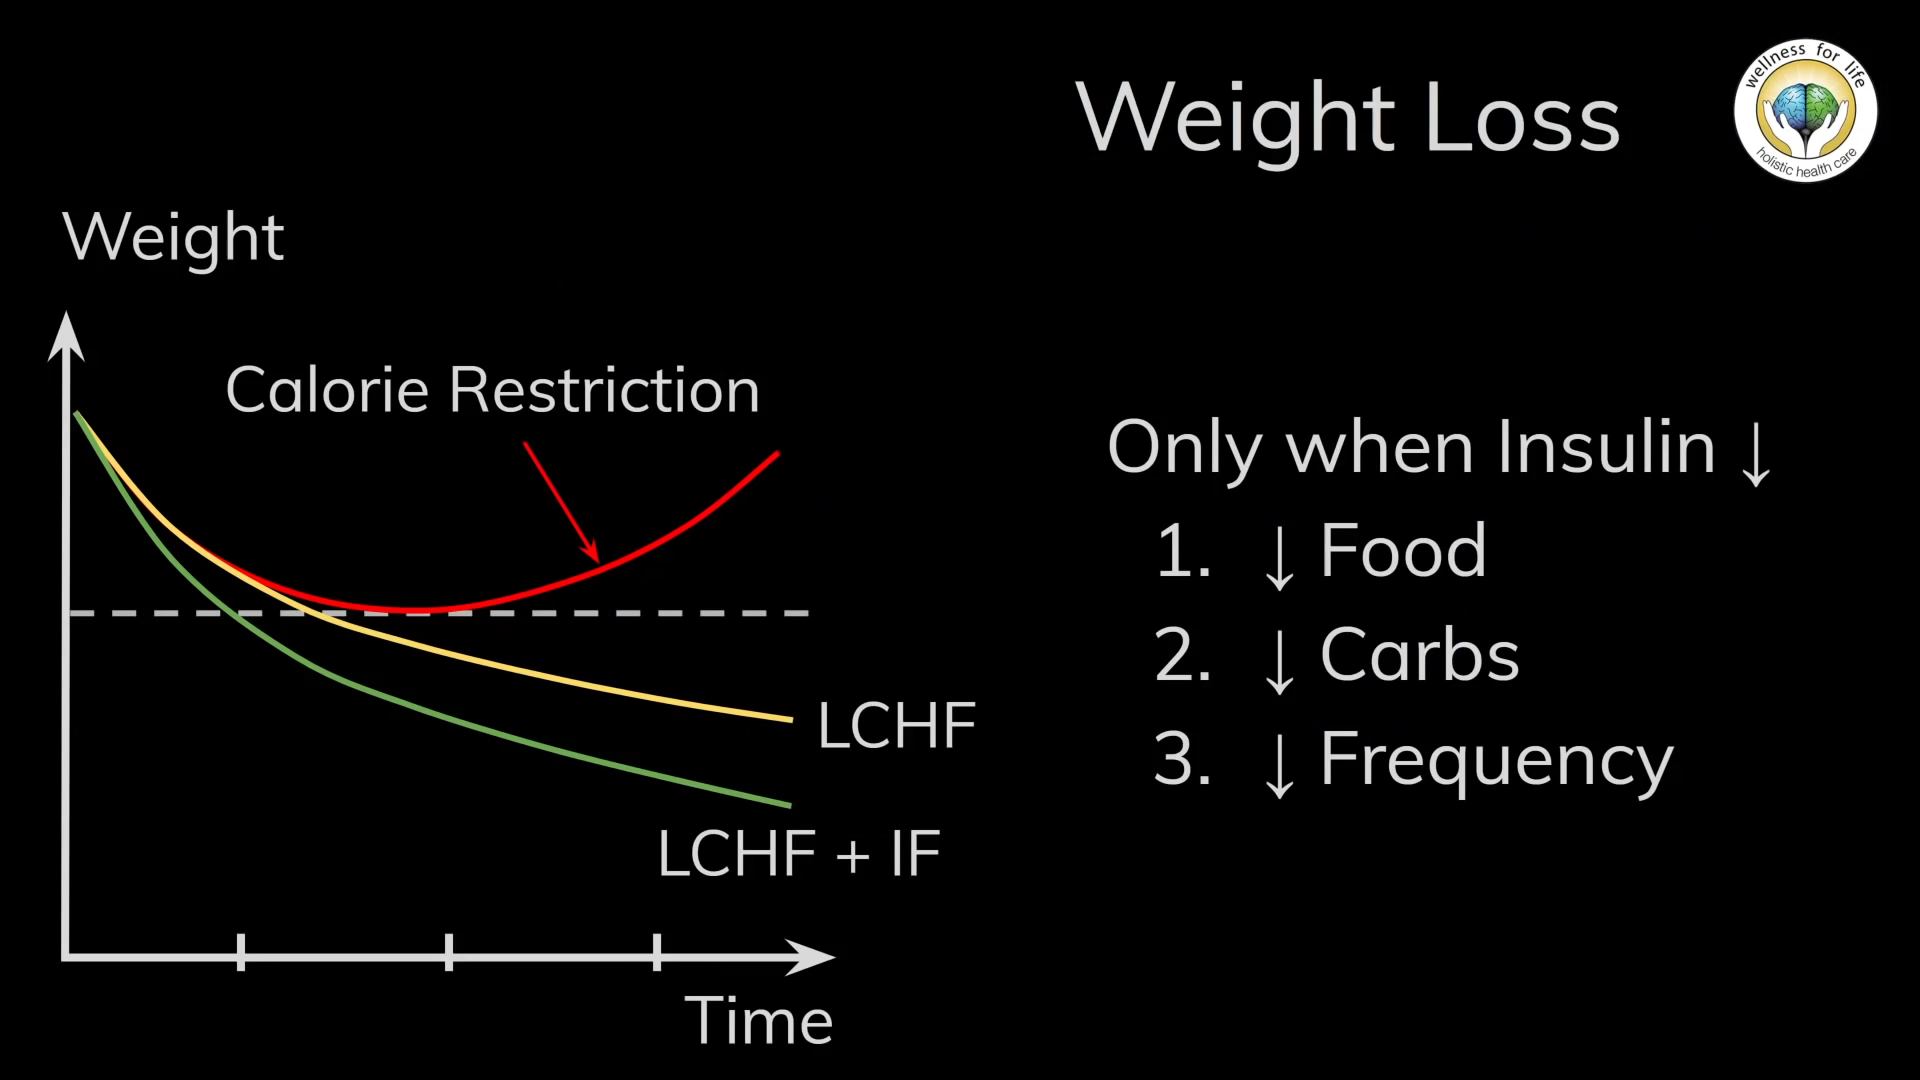 Weight Loss
wellness for life
holistic health care
Weight
Calorie Restriction
LCHF
LCHF + IF
Time
Only when Insulin ↓
1. ↓ Food
2. ↓ Carbs
3. ↓ Frequency